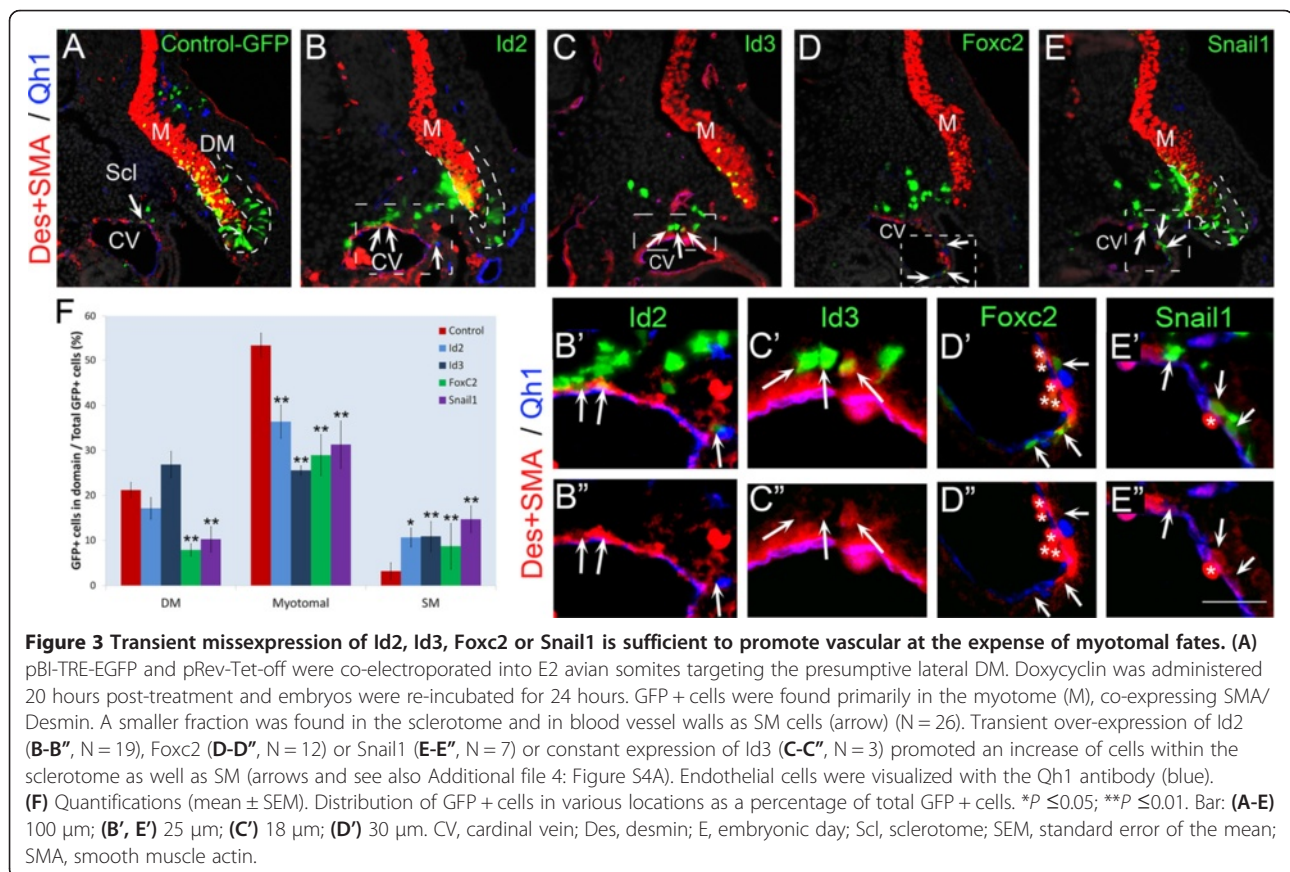 A
Control-GFP
B
Id2
C
Id3
D
Foxc2
E
Snail1
Des+SMA / Qh1
M
DM
Scl
CV
M
CV
M
CV
M
CV
M
CV
F
GFP+ cells in domain / Total GFP+ cells (%)
60
50
40
30
20
10
0
Control
Id2
Id3
FoxC2
Snail1
**
**
**
**
**
**
*
**
**
**
DM
Myotomal
SM
Id2
Id3
Foxc2
Snail1
Des+SMA / Qh1
B'
C'
D'
*
*
*
**
E'
*
B"
C"
D"
*
*
*
**
E"
*
Figure 3 Transient missexpression of Id2, Id3, Foxc2 or Snail1 is sufficient to promote vascular at the expense of myotomal fates. (A)
pBI-TRE-EGFP and pRev-Tet-off were co-electroporated into E2 avian somites targeting the presumptive lateral DM. Doxycyclin was administered
20 hours post-treatment and embryos were re-incubated for 24 hours. GFP + cells were found primarily in the myotome (M), co-expressing SMA/
Desmin. A smaller fraction was found in the sclerotome and in blood vessel walls as SM cells (arrow) (N = 26). Transient over-expression of Id2
(B-B", N = 19), Foxc2 (D-D", N = 12) or Snail1 (E-E", N = 7) or constant expression of Id3 (C-C", N = 3) promoted an increase of cells within the
sclerotome as well as SM (arrows and see also Additional file 4: Figure S4A). Endothelial cells were visualized with the Qh1 antibody (blue).
(F) Quantifications (mean ± SEM). Distribution of GFP + cells in various locations as a percentage of total GFP + cells. *P ≤0.05; **P ≤0.01. Bar: (A-E)
100 μm; (B', E') 25 μm; (C') 18 μm; (D') 30 μm. CV, cardinal vein; Des, desmin; E, embryonic day; Scl, sclerotome; SEM, standard error of the mean;
SMA, smooth muscle actin.